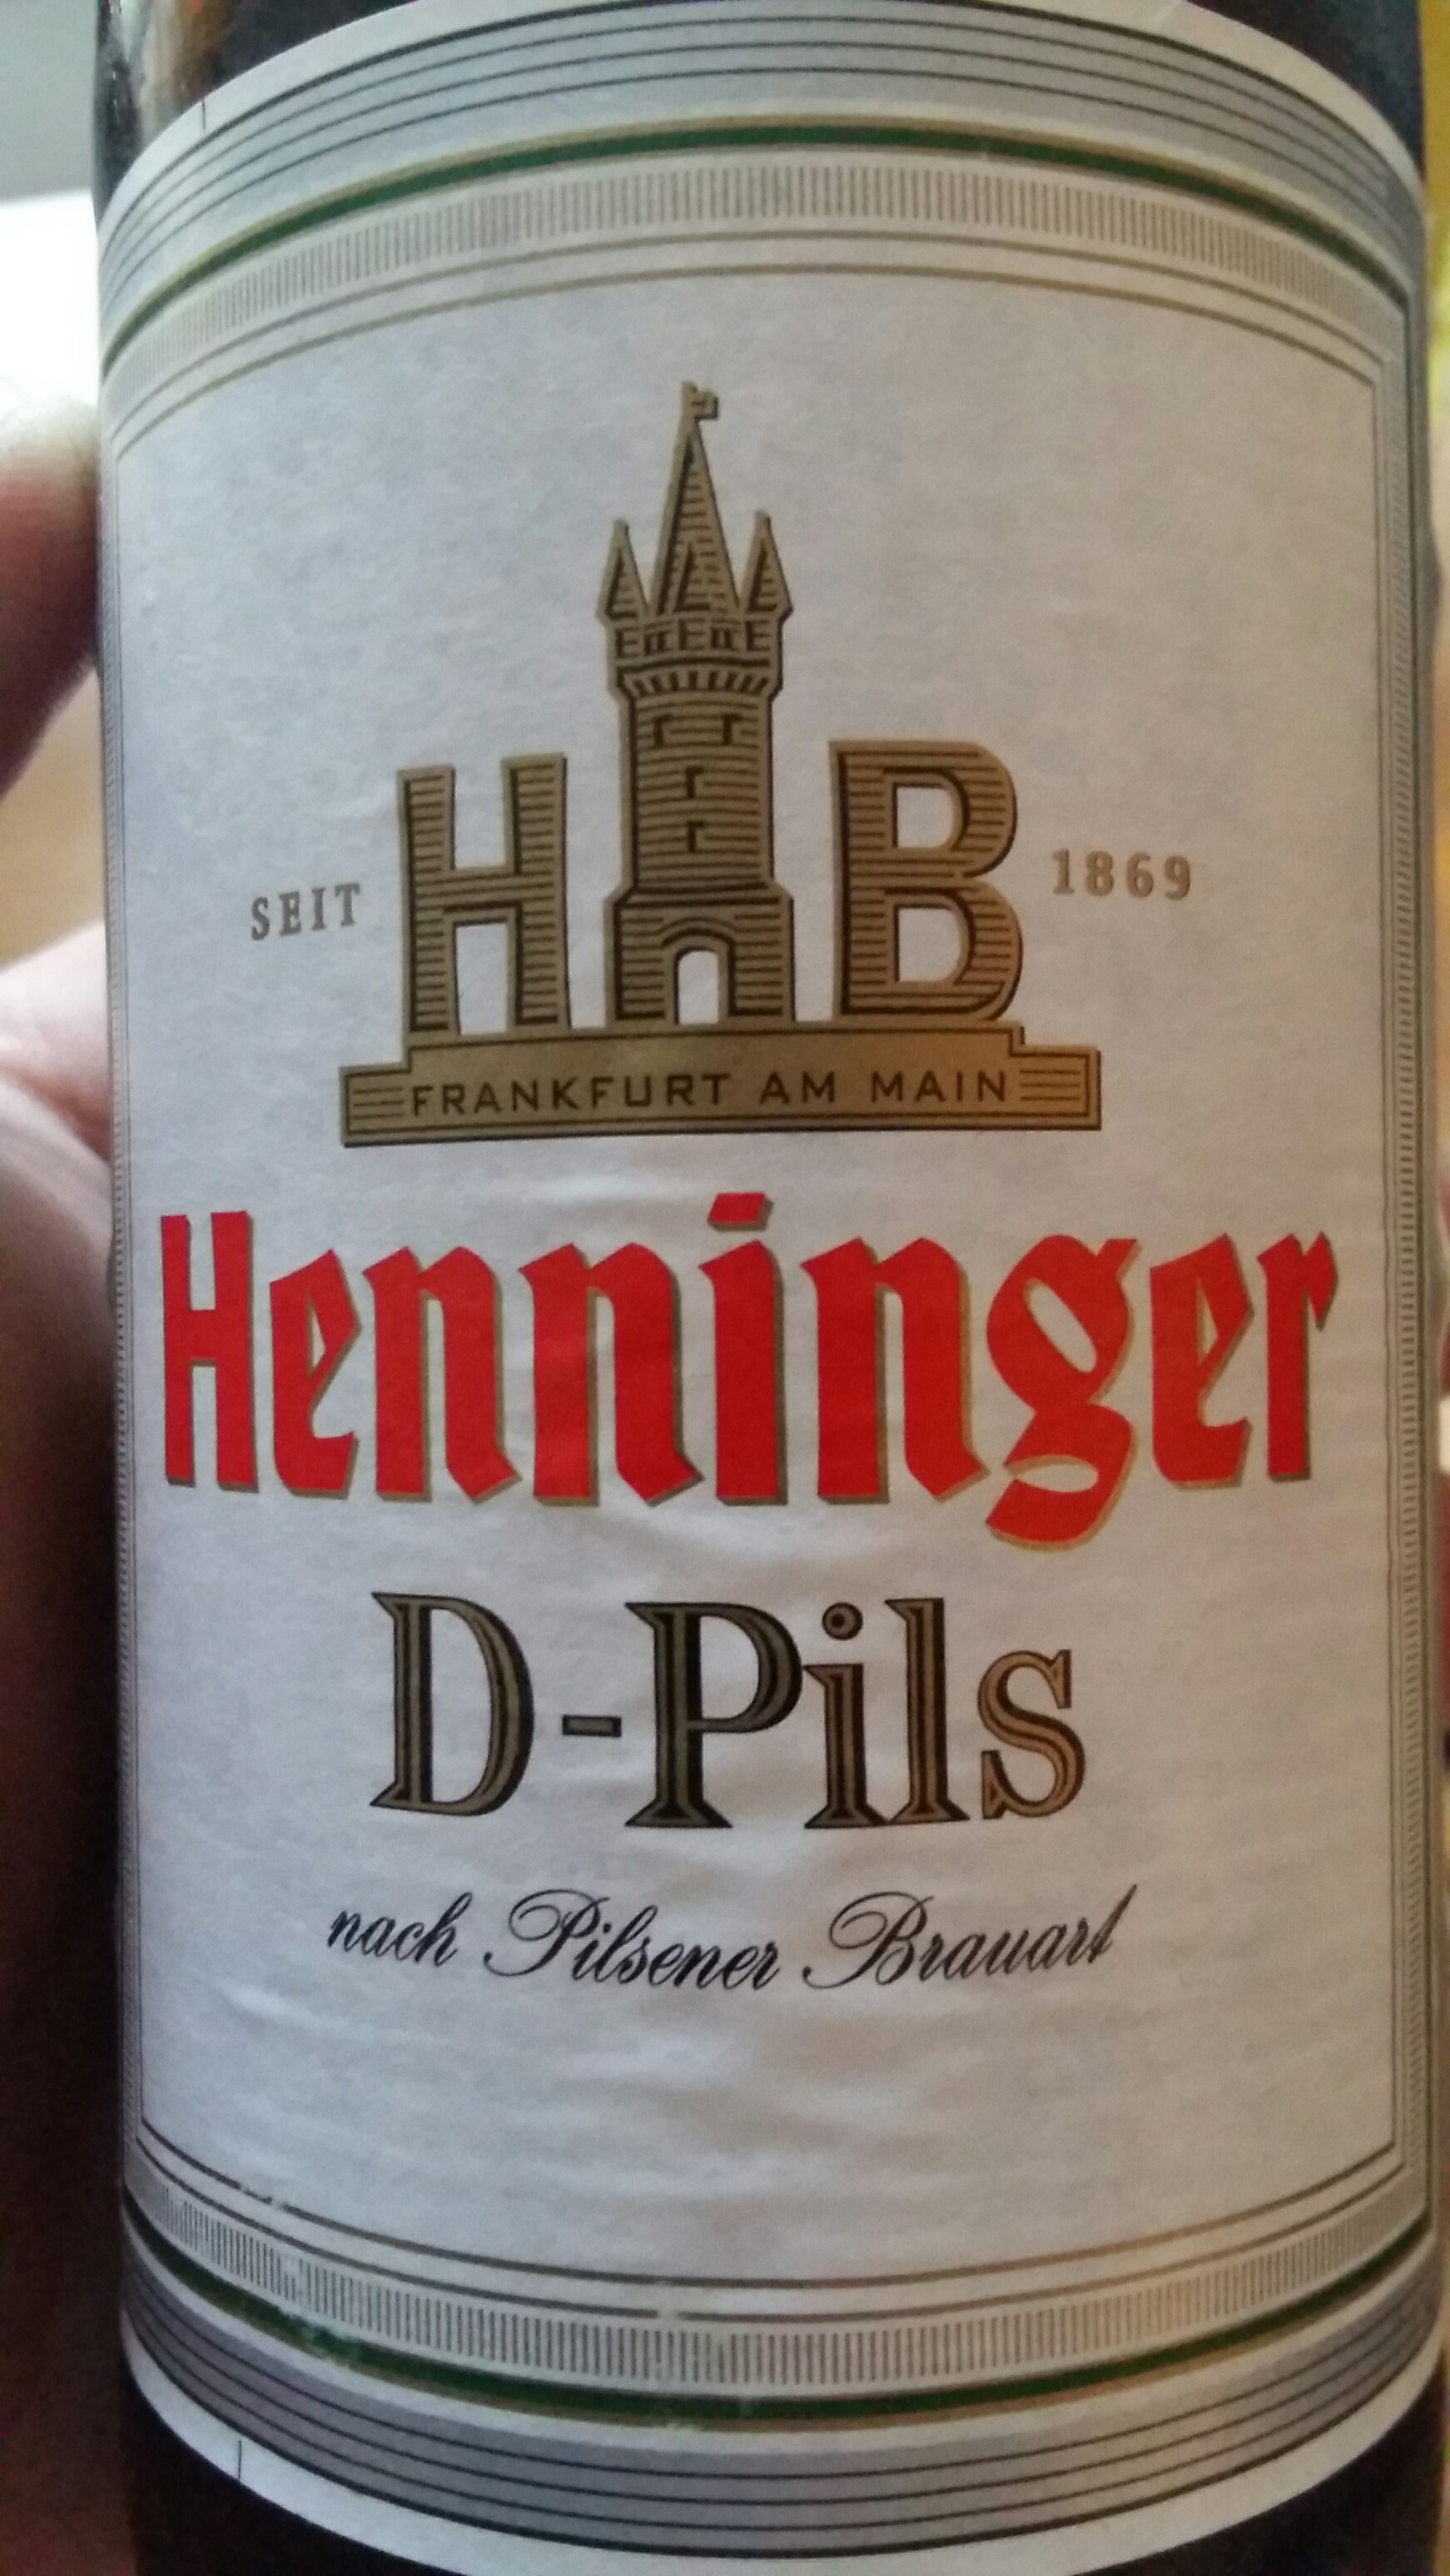 SEIT HB 1869
FRANKFURT AM MAIN
Henninger
D-Pils
nach Pilsener Brauart